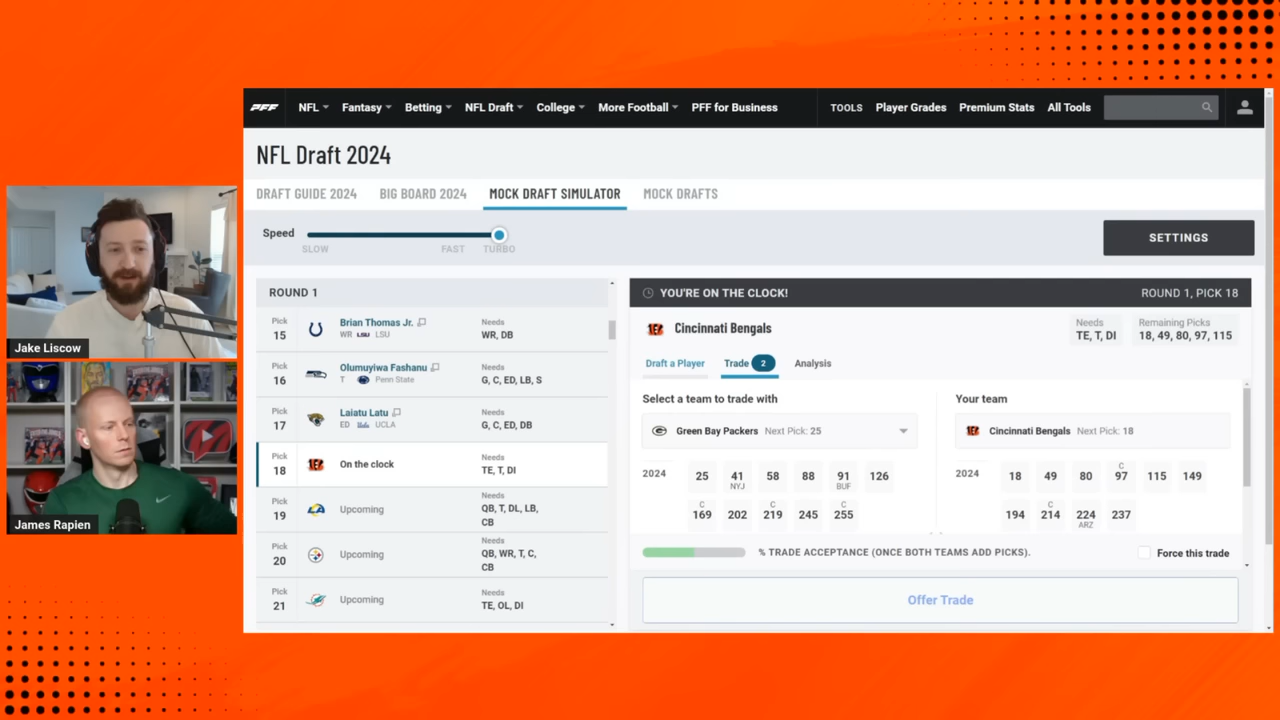 PFF
NFL Fantasy Betting NFL Draft College More Football PFF for Business TOOLS Player Grades Premium Stats All Tools
NFL Draft 2024
DRAFT GUIDE 2024 BIG BOARD 2024 MOCK DRAFT SIMULATOR MOCK DRAFTS
Speed
SLOW FAST TURBO
SETTINGS
Jake Liscow
James Rapien
ROUND 1
Pick 15
Brian Thomas Jr.
WR LSU LSU
Needs
WR, DB
Pick 16
Olumuyiwa Fashanu
T Penn State
Needs
G, C, ED, LB, S
Pick 17
Laiatu Latu
ED UCLA
Needs
G, C, ED, DB
Pick 18
On the clock
Needs
TE, T, DI
Pick 19
Upcoming
Needs
QB, T, DL, LB,
CB
Pick 20
Upcoming
Needs
QB, WR, T, C,
CB
Pick 21
Upcoming
Needs
TE, OL, DI
YOU'RE ON THE CLOCK! ROUND 1, PICK 18
Cincinnati Bengals
Needs
TE, T, DI
Remaining Picks
18, 49, 80, 97, 115
Draft a Player Trade 2 Analysis
Select a team to trade with
Green Bay Packers Next Pick: 25
2024 25 41 58 88 91 126
NYJ BUF
C C C
169 202 219 245 255
Your team
Cincinnati Bengals Next Pick: 18
C
2024 18 49 80 97 115 149
C
194 214 224 237
ARZ
% TRADE ACCEPTANCE (ONCE BOTH TEAMS ADD PICKS).
Force this trade
Offer Trade